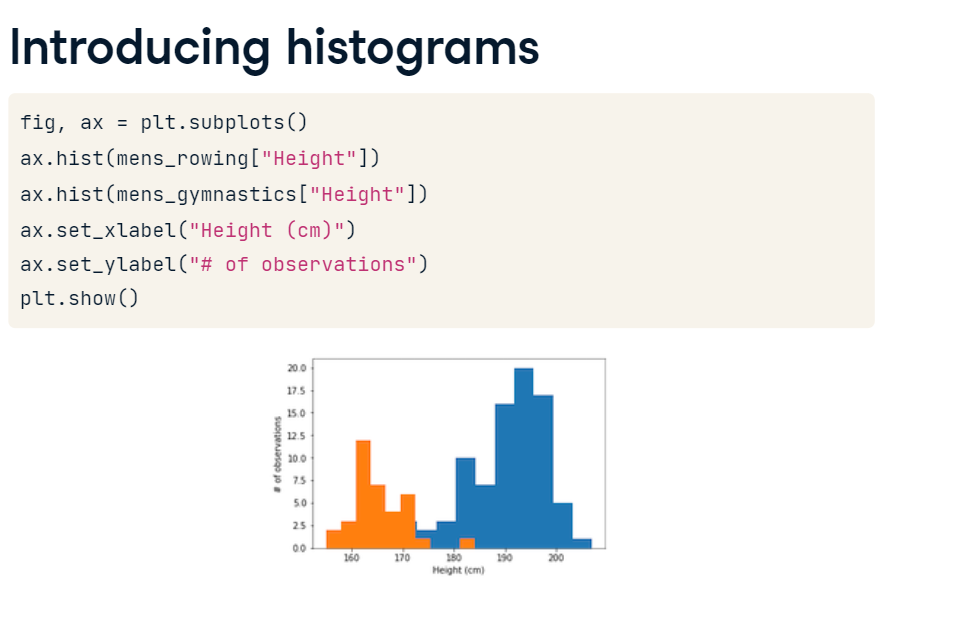 Introducing histograms
fig, ax = plt.subplots()
ax.hist(mens_rowing["Height"])
ax.hist(mens_gymnastics["Height"])
ax.set_xlabel("Height (cm)")
ax.set_ylabel("# of observations")
plt.show()
20.0
17.5
15.0
12.5
10.0
7.5
5.0
2.5
0.0
# of observations
160 170 180 190 200
Height (cm)